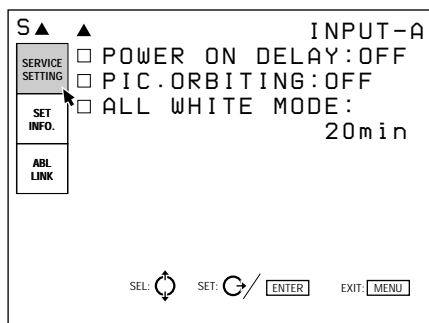 S▲ ▲ INPUT-A
SERVICE SETTING
□ POWER ON DELAY:OFF
□ PIC.ORBITING:OFF
□ ALL WHITE MODE:
20min
SET INFO.
ABL LINK
SEL: SET: / ENTER EXIT: MENU